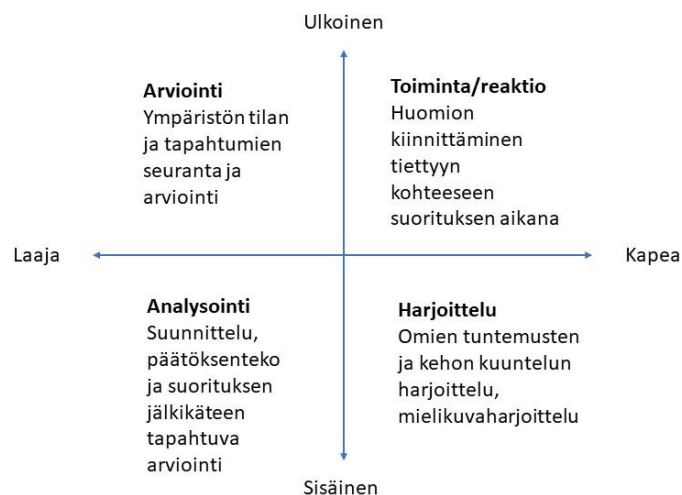 Ulkoinen
Arviointi
Ympäristön tilan
ja tapahtumien
seuranta ja
arviointi
Toiminta/reaktio
Huomion
kiinnittäminen
tiettyyn
kohteeseen
suorituksen aikana
Laaja
Kapea
Analysointi
Suunnittelu,
päätöksenteko
ja suorituksen
jälkikäteen
tapahtuva
arviointi
Harjoittelu
Omien tuntemusten
ja kehon kuuntelun
harjoittelu,
mielikuvaharjoittelu
Sisäinen